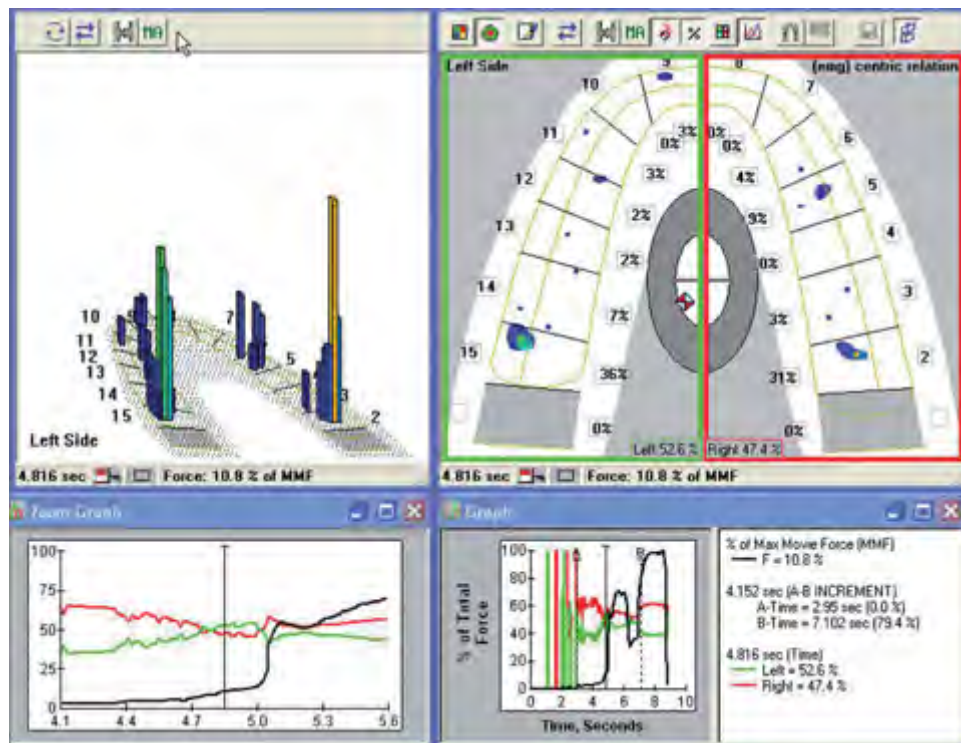 MA
MA
%
Left Side
(emg) centric relation
9
8
10
7
11
6
12
5
13
4
14
3
15
2
3%
0%
0%
0%
3%
4%
2%
9%
2%
0%
7%
3%
36%
31%
0%
0%
Left 52.6 %
Right 47.4 %
10
9
7
11
12
5
13
14
3
15
2
Left Side
4.816 sec
Force: 10.8 % of MMF
4.816 sec
Force: 10.8 % of MMF
Zoom Graph
100
75
50
25
0
4.1
4.4
4.7
5.0
5.3
5.6
Graph
% of Total
Force
100
80
60
40
20
0
A
B
0
2
4
6
8
10
Time, Seconds
% of Max Movie Force (MMF)
F = 10.8 %
4.152 sec (A-B INCREMENT)
A-Time = 2.95 sec (0.0 %)
B-Time = 7.102 sec (79.4 %)
4.816 sec (Time)
Left = 52.6 %
Right = 47.4 %